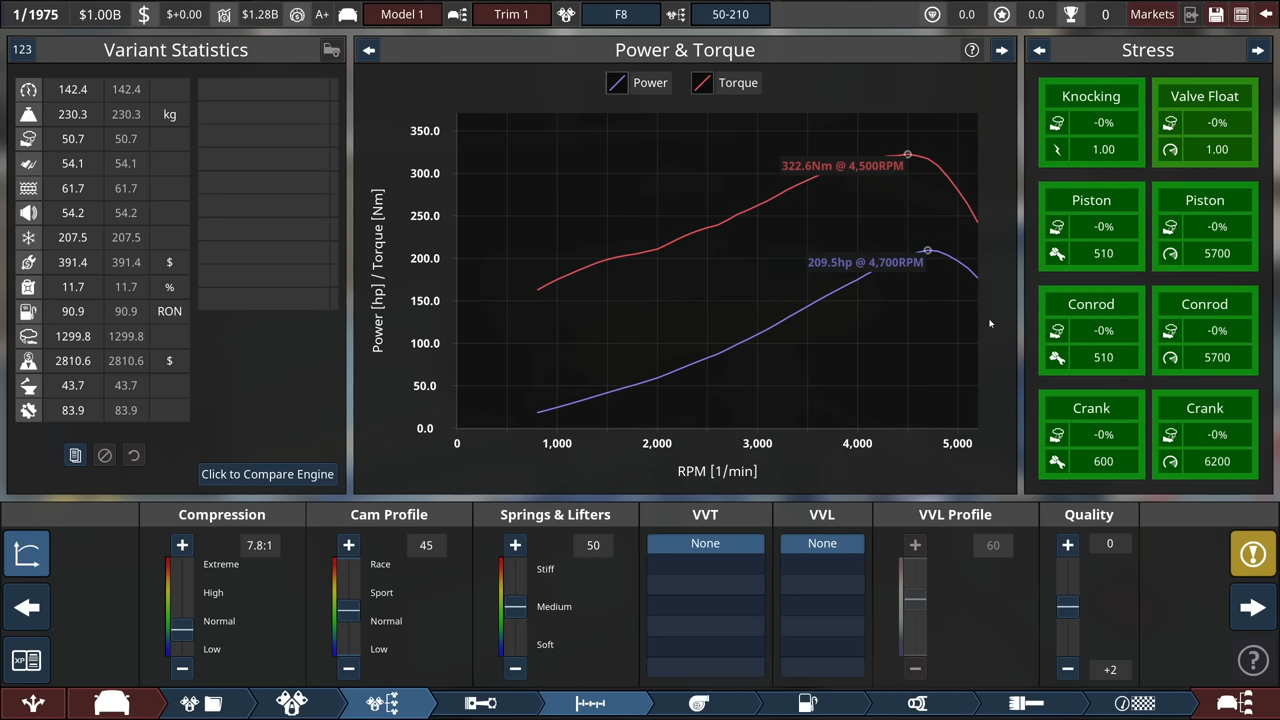 1/1975 $1.00B $ $+0.00 $1.28B A+ Model 1 Trim 1 F8 50-210 0.0 0.0 0 Markets
123 Variant Statistics
142.4 142.4
230.3 230.3 kg
50.7 50.7
54.1 54.1
61.7 61.7
54.2 54.2
207.5 207.5
391.4 391.4 $
11.7 11.7 %
90.9 90.9 RON
1299.8 1299.8
2810.6 2810.6 $
43.7 43.7
83.9 83.9
Click to Compare Engine
Power & Torque
Power Torque
Power [hp] / Torque [Nm]
350.0
300.0
250.0
200.0
150.0
100.0
50.0
0.0
322.6Nm @ 4,500RPM
209.5hp @ 4,700RPM
0 1,000 2,000 3,000 4,000 5,000
RPM [1/min]
Stress
Knocking Valve Float
-0% -0%
1.00 1.00
Piston Piston
-0% -0%
510 5700
Conrod Conrod
-0% -0%
510 5700
Crank Crank
-0% -0%
600 6200
Compression
7.8:1
Extreme
High
Normal
Low
Cam Profile
45
Race
Sport
Normal
Low
Springs & Lifters
50
Stiff
Medium
Soft
VVT
None
VVL
None
VVL Profile
60
Quality
0
+2
XP